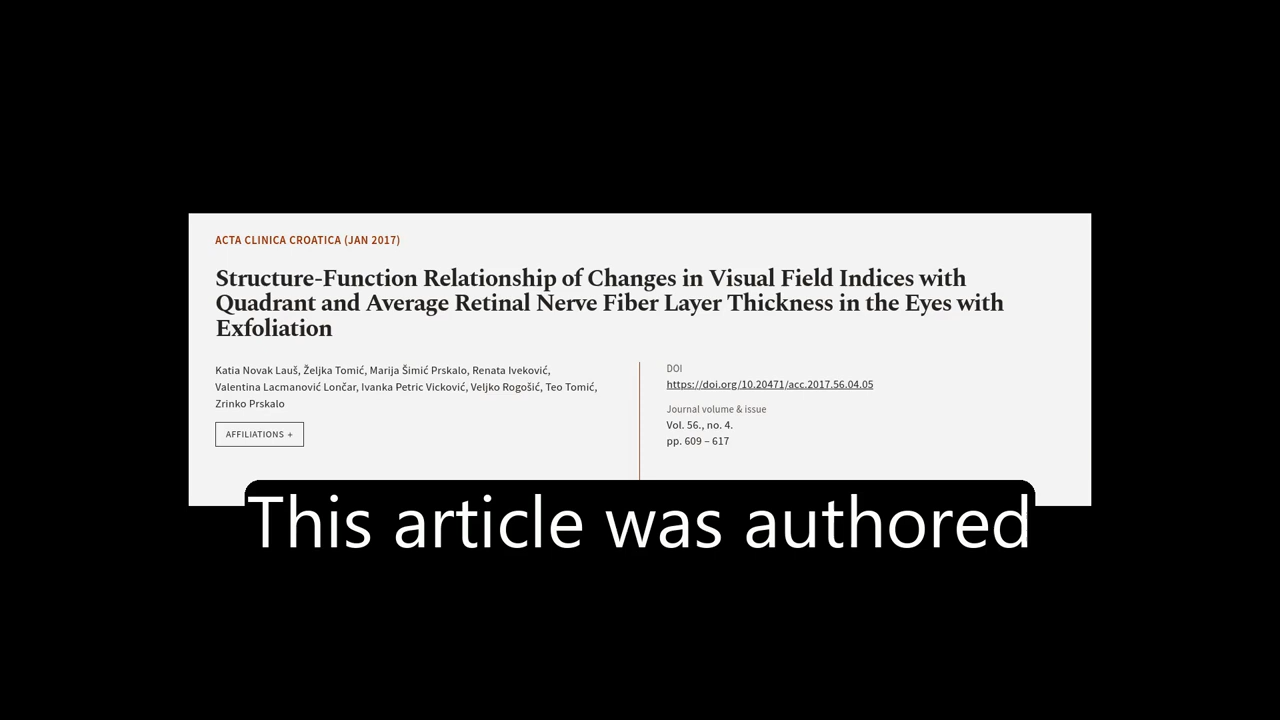 ACTA CLINICA CROATICA (JAN 2017)
Structure-Function Relationship of Changes in Visual Field Indices with
Quadrant and Average Retinal Nerve Fiber Layer Thickness in the Eyes with
Exfoliation
Katia Novak Lauš, Željka Tomić, Marija Šimić Prskalo, Renata Iveković,
Valentina Lacmanović Lončar, Ivanka Petric Vicković, Veljko Rogošić, Teo Tomić,
Zrinko Prskalo
AFFILIATIONS +
DOI
https://doi.org/10.20471/acc.2017.56.04.05
Journal volume & issue
Vol. 56., no. 4.
pp. 609 – 617
This article was authored